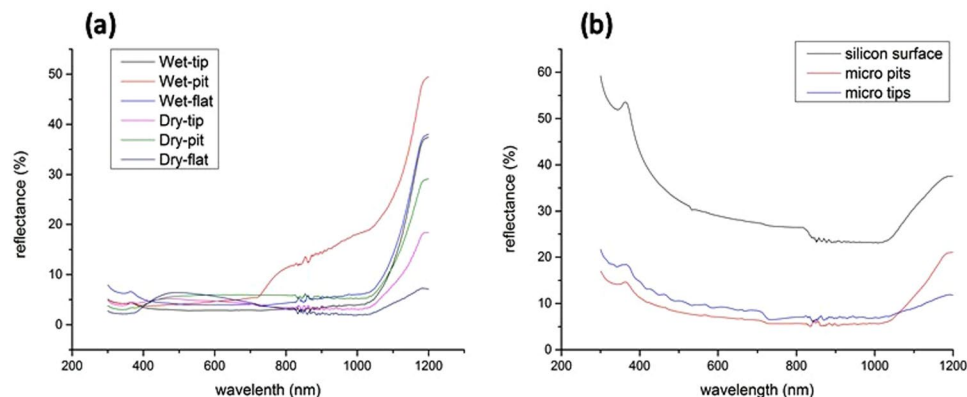 (a)
Wet-tip
Wet-pit
Wet-flat
Dry-tip
Dry-pit
Dry-flat
reflectance (%)
50
40
30
20
10
0
200 400 600 800 1000 1200
wavelenth (nm)
(b)
silicon surface
micro pits
micro tips
reflectance (%)
60
50
40
30
20
10
0
200 400 600 800 1000 1200
wavelength (nm)